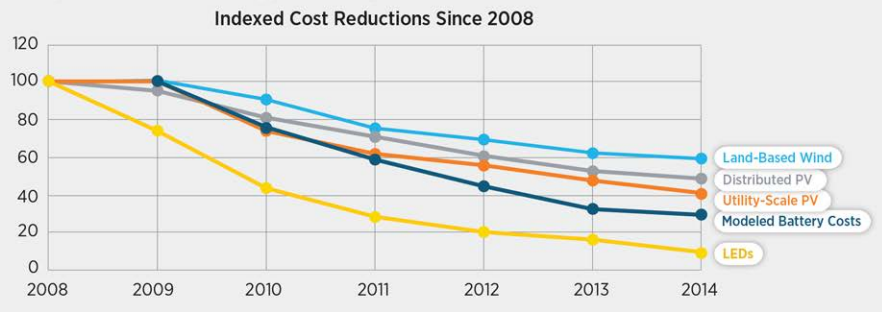 Indexed Cost Reductions Since 2008
120
100
80
60
40
20
0
Land-Based Wind
Distributed PV
Utility-Scale PV
Modeled Battery Costs
LEDs
2008 2009 2010 2011 2012 2013 2014